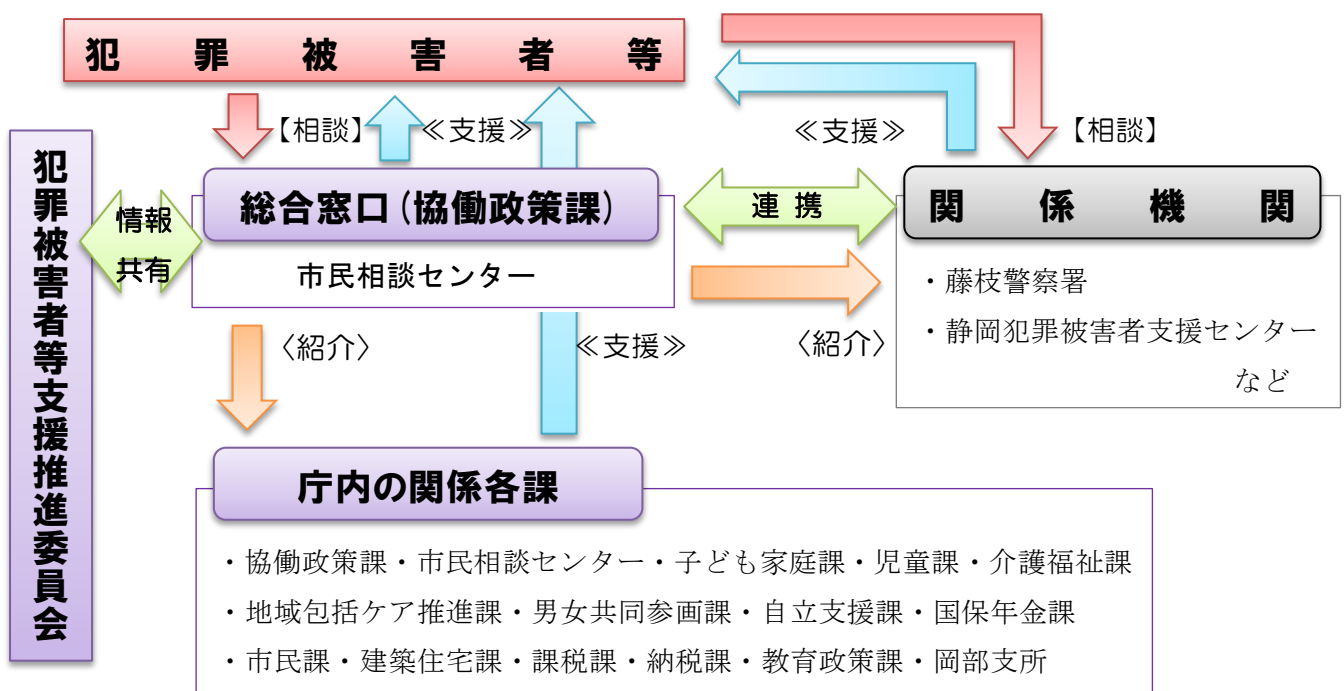 犯罪被害者等
【相談】
≪支援≫
≪支援≫
【相談】
犯罪被害者等支援推進委員会
情報
共有
総合窓口(協働政策課)
市民相談センター
連携
関係機関
・藤枝警察署
・静岡犯罪被害者支援センター
など
〈紹介〉
≪支援≫
〈紹介〉
庁内の関係各課
・協働政策課・市民相談センター・子ども家庭課・児童課・介護福祉課
・地域包括ケア推進課・男女共同参画課・自立支援課・国保年金課
・市民課・建築住宅課・課税課・納税課・教育政策課・岡部支所